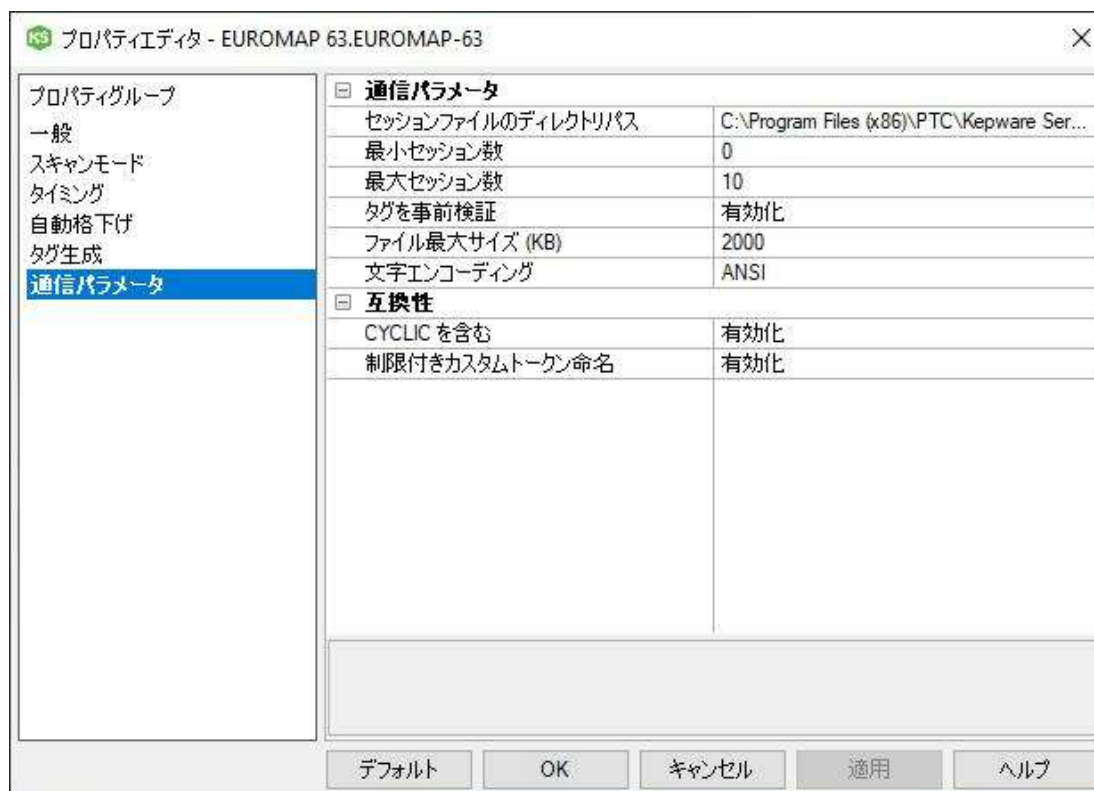 KS プロパティエディタ - EUROMAP 63.EUROMAP-63
プロパティグループ
一般
スキャンモード
タイミング
自動格下げ
タグ生成
通信パラメータ
通信パラメータ
セッションファイルのディレクトリパス C:\Program Files (x86)\PTC\Kepware Ser...
最小セッション数 0
最大セッション数 10
タグを事前検証 有効化
ファイル最大サイズ (KB) 2000
文字エンコーディング ANSI
互換性
CYCLIC を含む 有効化
制限付きカスタムトークン命名 有効化
デフォルト OK キャンセル 適用 ヘルプ